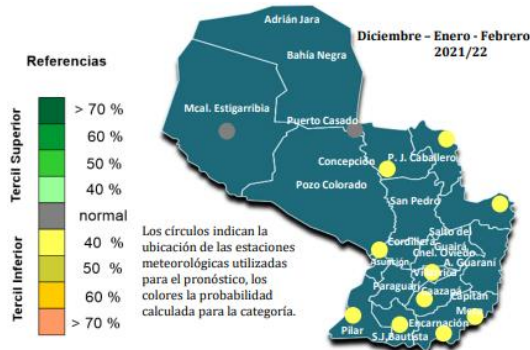 Diciembre – Enero - Febrero
2021/22
Referencias
Tercil Superior
> 70 %
60 %
50 %
40 %
normal
Tercil Inferior
40 %
50 %
60 %
> 70 %
Los círculos indican la
ubicación de las estaciones
meteorológicas utilizadas
para el pronóstico, los
colores la probabilidad
calculada para la categoría.
Adrián Jara
Bahía Negra
Mcal. Estigarribia
Puerto Casado
P. J. Caballero
Concepción
Pozo Colorado
San Pedro
Salto del
Guairá
Cordillera
Cnel. Oviedo
Asunción
A. Guaraní
Villarrica
Paraguarí
Caazapá
Capitán
Meza
Encarnación
Pilar
S.J.Bautista